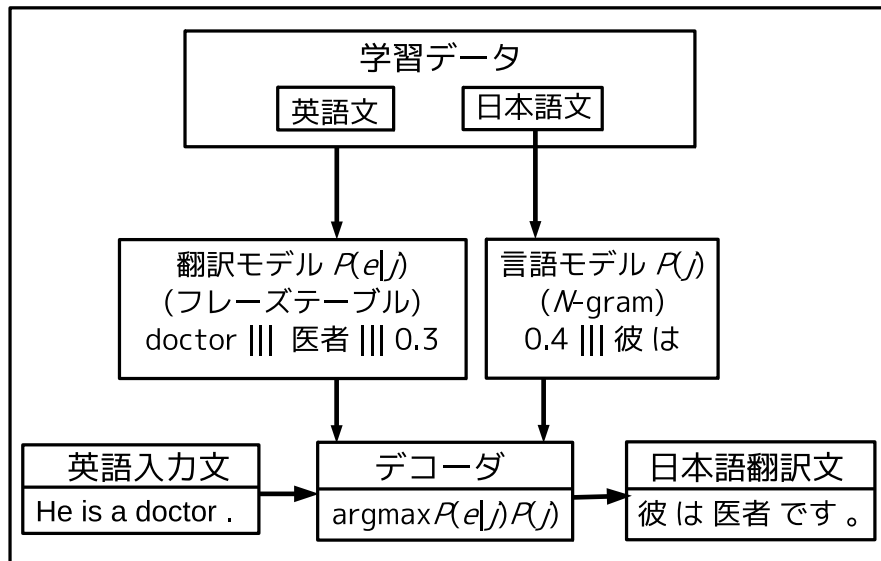 学習データ
英語文
日本語文
翻訳モデル P(e|j)
(フレーズテーブル)
doctor ||| 医者 ||| 0.3
言語モデル P(j)
(N-gram)
0.4 ||| 彼 は
英語入力文
He is a doctor .
デコーダ
argmaxP(e|j)P(j)
日本語翻訳文
彼 は 医者 です 。